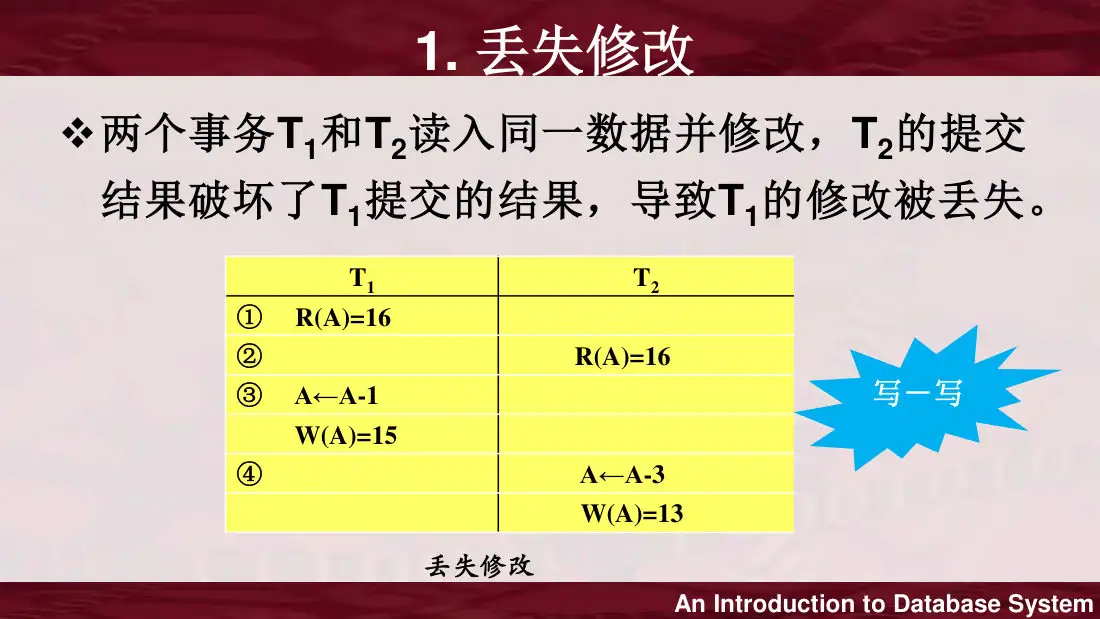 1. 丢失修改
❖两个事务T₁和T₂读入同一数据并修改，T₂的提交
结果破坏了T₁提交的结果，导致T₁的修改被丢失。
T₁ T₂
① R(A)=16
② R(A)=16
③ A←A-1
W(A)=15
④ A←A-3
W(A)=13
写－写
丢失修改
An Introduction to Database System